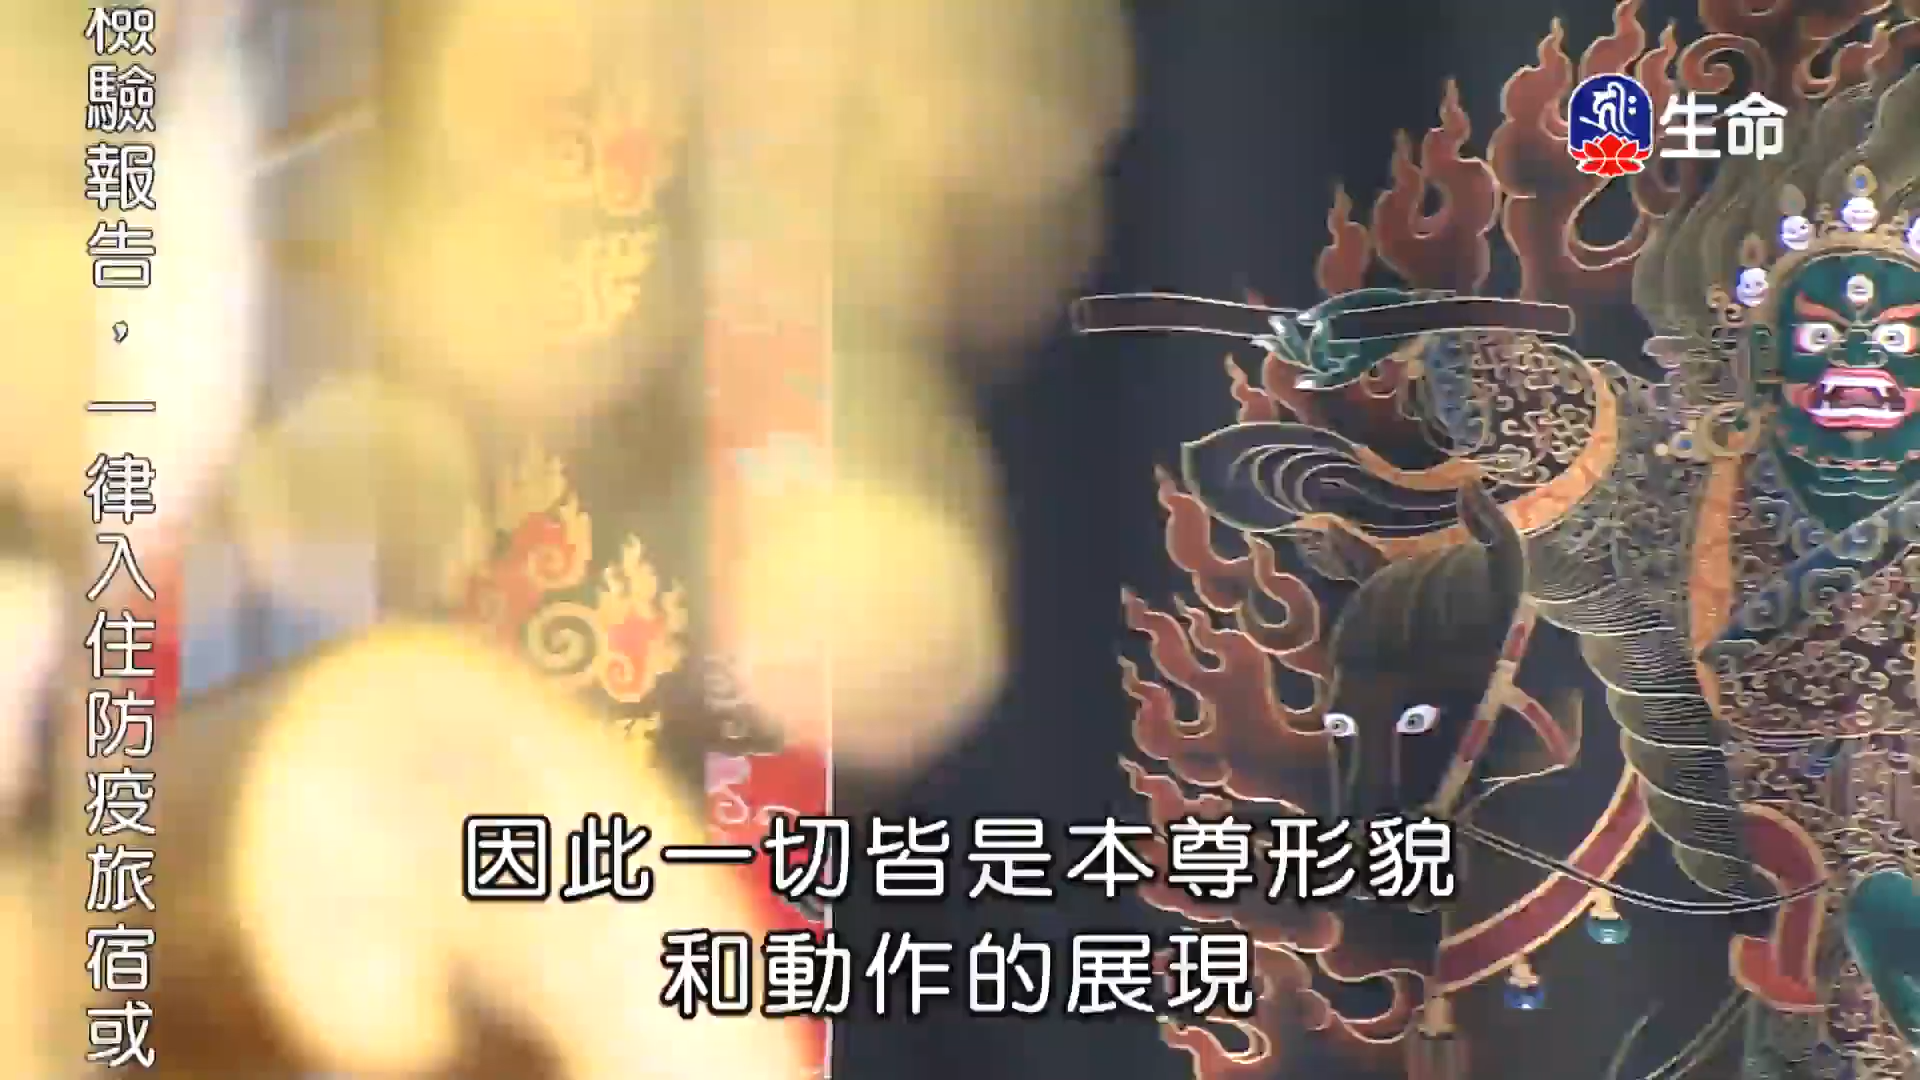 檢驗報告，一律入住防疫旅宿或
生命
因此一切皆是本尊形貌
和動作的展現